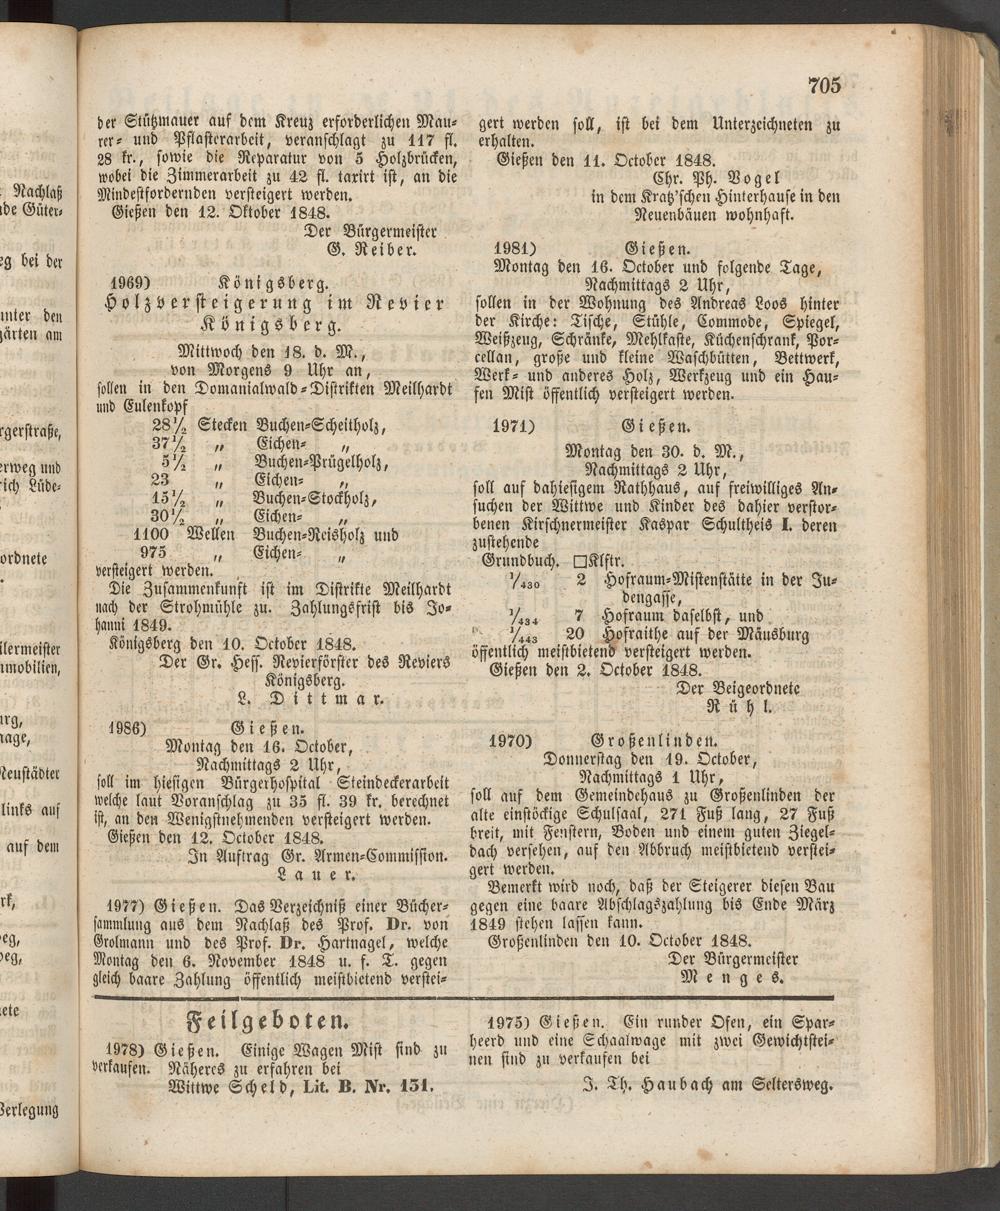 705
der Stützmauer auf dem Kreuz erforderlichen Mau-
rer- und Pflasterarbeit, veranschlagt zu 117 fl.
28 kr., sowie die Reparatur von 5 Holzbrücken,
wobei die Zimmerarbeit zu 42 fl. taxirt ist, an die
Mindestfordernden versteigert werden.
Gießen den 12. Oktober 1848.
Der Bürgermeister
G. Reiber.
1969) Königsberg.
Holzversteigerung im Revier
Königsberg.
Mittwoch den 18. d. M.,
von Morgens 9 Uhr an,
sollen in den Domanialwald-Distrikten Meilhardt
und Eulenkopf
28½ Stecken Buchen-Scheitholz,
37½ „ Eichen- „
5½ „ Buchen-Prügelholz,
23 „ Eichen- „
15½ „ Buchen-Stockholz,
30½ „ Eichen- „
1100 Wellen Buchen-Reisholz und
975 „ Eichen- „
versteigert werden.
Die Zusammenkunft ist im Distrikte Meilhardt
nach der Strohmühle zu. Zahlungsfrist bis Jo-
hanni 1849.
Königsberg den 10. October 1848.
Der Gr. Hess. Revierförster des Reviers
Königsberg.
L. Dittmar.
1986) Gießen.
Montag den 16. October,
Nachmittags 2 Uhr,
soll im hiesigen Bürgerhospital Steindeckerarbeit
welche laut Voranschlag zu 35 fl. 39 kr. berechnet
ist, an den Wenigstnehmenden versteigert werden.
Gießen den 12. October 1848.
In Auftrag Gr. Armen-Commission.
Lauer.
1977) Gießen. Das Verzeichniß einer Bücher-
sammlung aus dem Nachlaß des Prof. Dr. von
Grolmann und des Prof. Dr. Hartnagel, welche
Montag den 6. November 1848 u. f. T. gegen
gleich baare Zahlung öffentlich meistbietend verstei-
gert werden soll, ist bei dem Unterzeichneten zu
erhalten.
Gießen den 11. October 1848.
Chr. Ph. Vogel
in dem Kratz'schen Hinterhause in den
Neuenbäuen wohnhaft.
1981) Gießen.
Montag den 16. October und folgende Tage,
Nachmittags 2 Uhr,
sollen in der Wohnung des Andreas Loos hinter
der Kirche: Tische, Stühle, Commode, Spiegel,
Weißzeug, Schränke, Mehlkaste, Küchenschrank, Por-
cellan, große und kleine Waschbütten, Bettwerk,
Werk- und anderes Holz, Werkzeug und ein Hau-
fen Mist öffentlich versteigert werden.
1971) Gießen.
Montag den 30. d. M.,
Nachmittags 2 Uhr,
soll auf dahiesigem Rathhaus, auf freiwilliges An-
suchen der Wittwe und Kinder des dahier verstor-
benen Kirschnermeister Kaspar Schultheis I. deren
zustehende
Grundbuch. □Klftr.
1/430 2 Hofraum-Mistenstätte in der Ju-
dengasse,
1/434 7 Hofraum daselbst, und
1/443 20 Hofraithe auf der Mäusburg
öffentlich meistbietend versteigert werden.
Gießen den 2. October 1848.
Der Beigeordnete
Rühl.
1970) Großenlinden.
Donnerstag den 19. October,
Nachmittags 1 Uhr,
soll auf dem Gemeindehaus zu Großenlinden der
alte einstöckige Schulsaal, 271 Fuß lang, 27 Fuß
breit, mit Fenstern, Boden und einem guten Ziegel-
dach versehen, auf den Abbruch meistbietend verstei-
gert werden.
Bemerkt wird noch, daß der Steigerer diesen Bau
gegen eine baare Abschlagszahlung bis Ende März
1849 stehen lassen kann.
Großenlinden den 10. October 1848.
Der Bürgermeister
Menges.
Feilgeboten.
1978) Gießen. Einige Wagen Mist sind zu
verkaufen. Näheres zu erfahren bei
Wittwe Scheld, Lit. B. Nr. 151.
1975) Gießen. Ein runder Ofen, ein Spar-
heerd und eine Schaalwage mit zwei Gewichtstei-
nen sind zu verkaufen bei
J. Th. Haubach am Seltersweg.